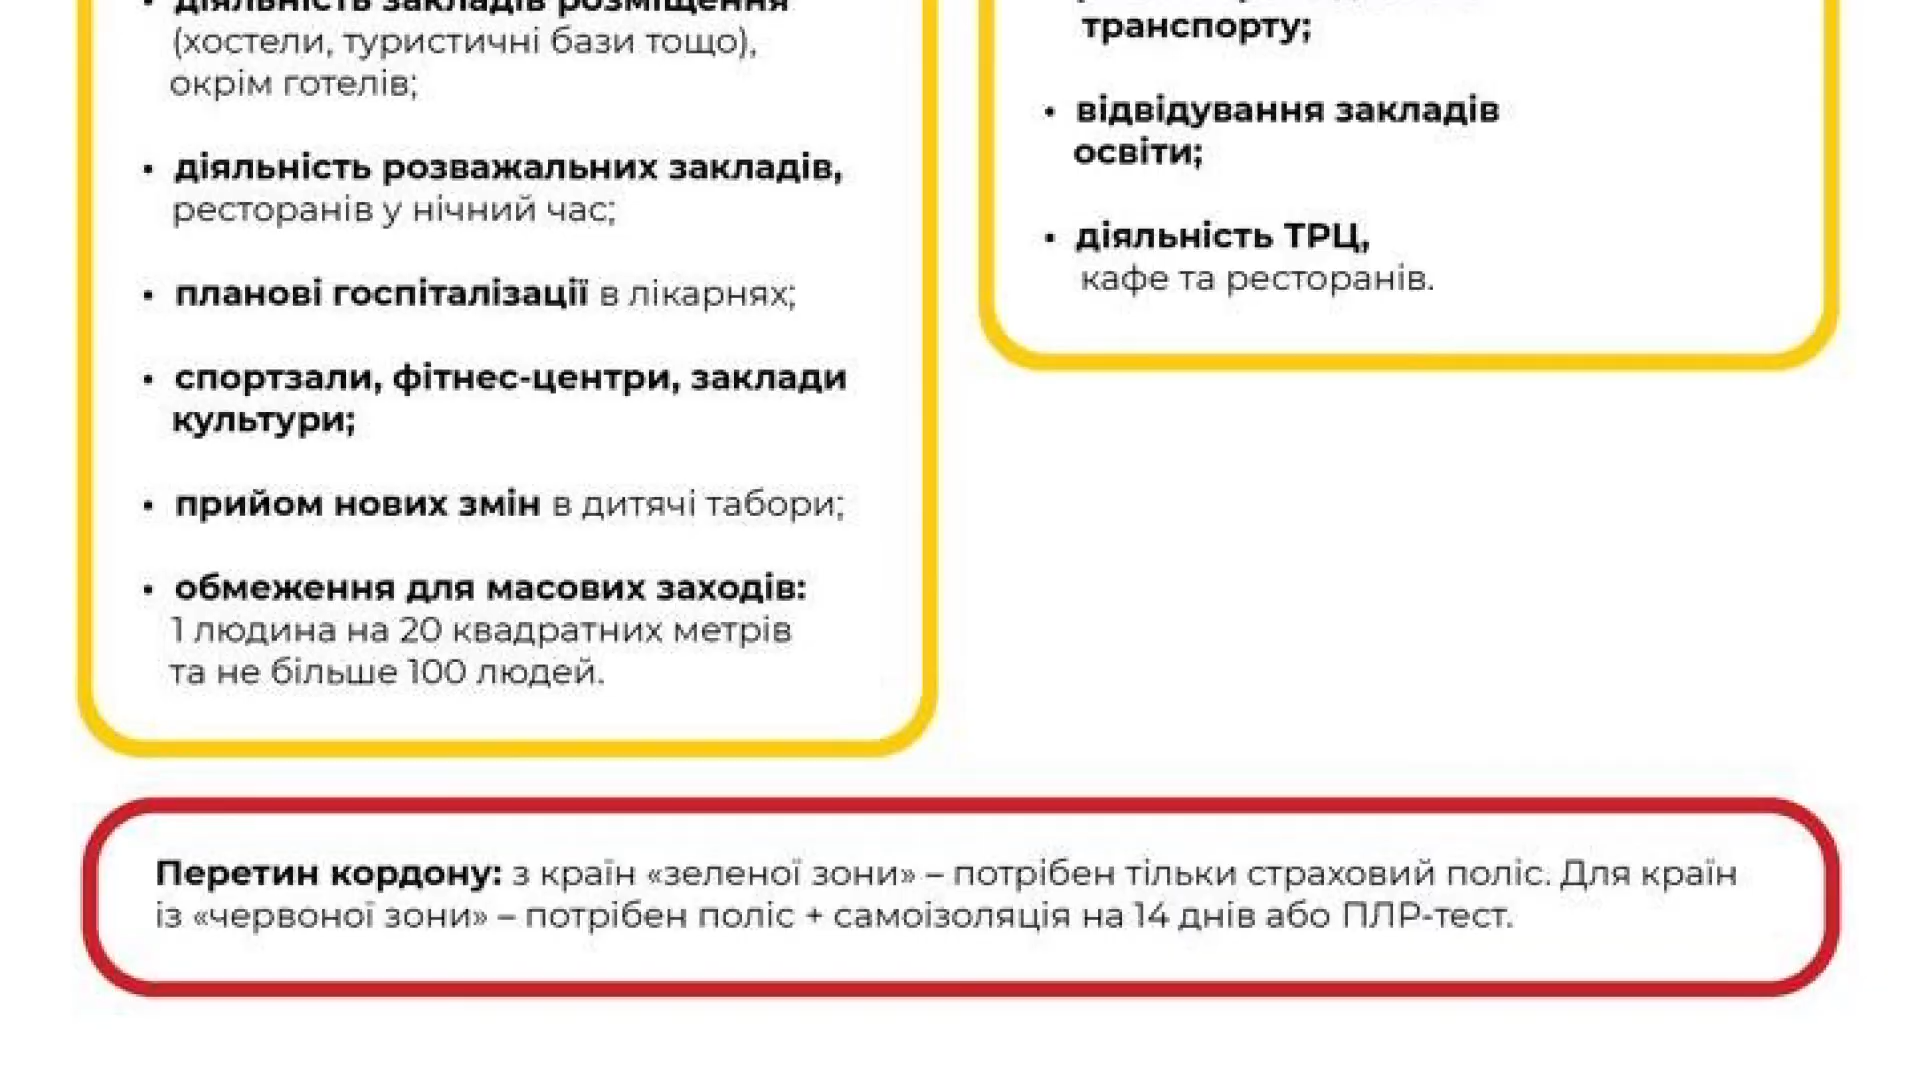 діяльність закладів розміщення
(хостели, туристичні бази тощо),
окрім готелів;
• діяльність розважальних закладів,
ресторанів у нічний час;
• планові госпіталізації в лікарнях;
• спортзали, фітнес-центри, заклади
культури;
• прийом нових змін в дитячі табори;
• обмеження для масових заходів:
1 людина на 20 квадратних метрів
та не більше 100 людей.
транспорту;
• відвідування закладів
освіти;
• діяльність ТРЦ,
кафе та ресторанів.
Перетин кордону: з країн «зеленої зони» – потрібен тільки страховий поліс. Для країн
із «червоної зони» – потрібен поліс + самоізоляція на 14 днів або ПЛР-тест.